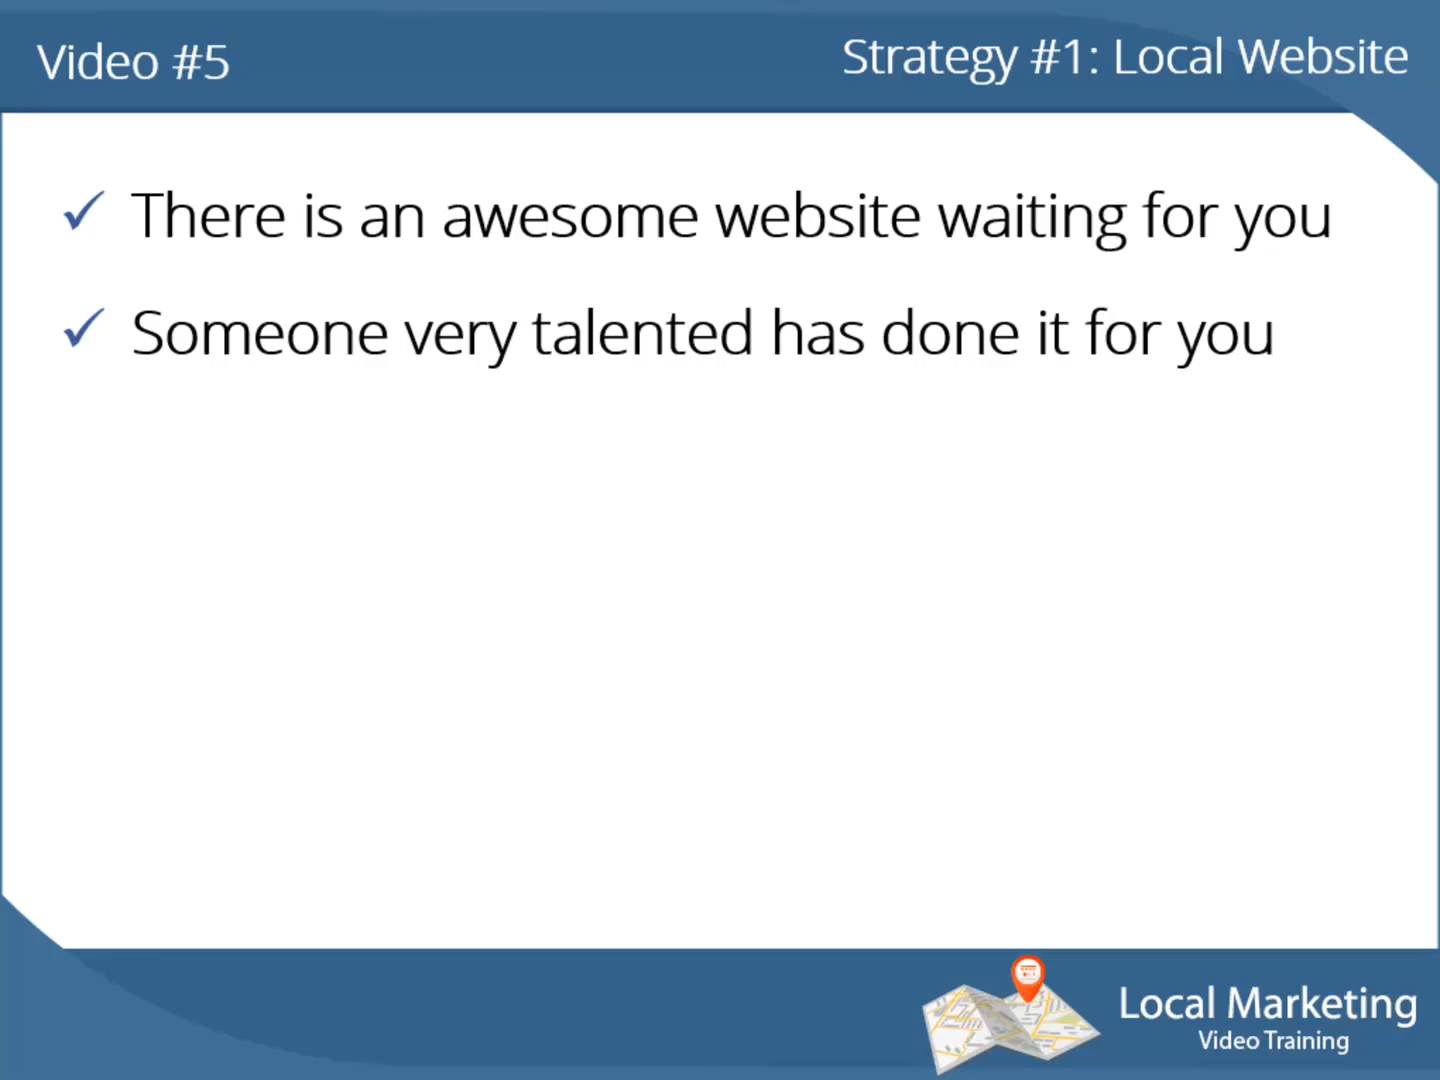 Video #5
Strategy #1: Local Website
There is an awesome website waiting for you
Someone very talented has done it for you
Local Marketing
Video Training